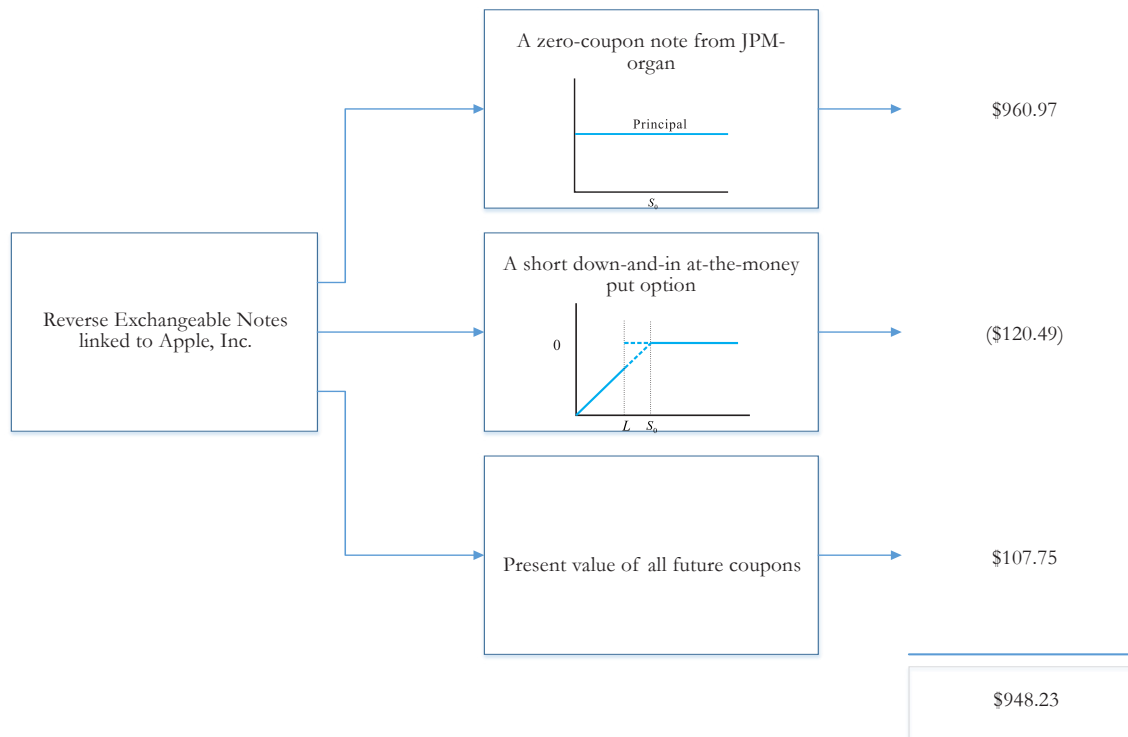 A zero-coupon note from JPM-
organ
Principal
S₀
$960.97
Reverse Exchangeable Notes
linked to Apple, Inc.
A short down-and-in at-the-money
put option
0
L S₀
($120.49)
Present value of all future coupons
$107.75
$948.23